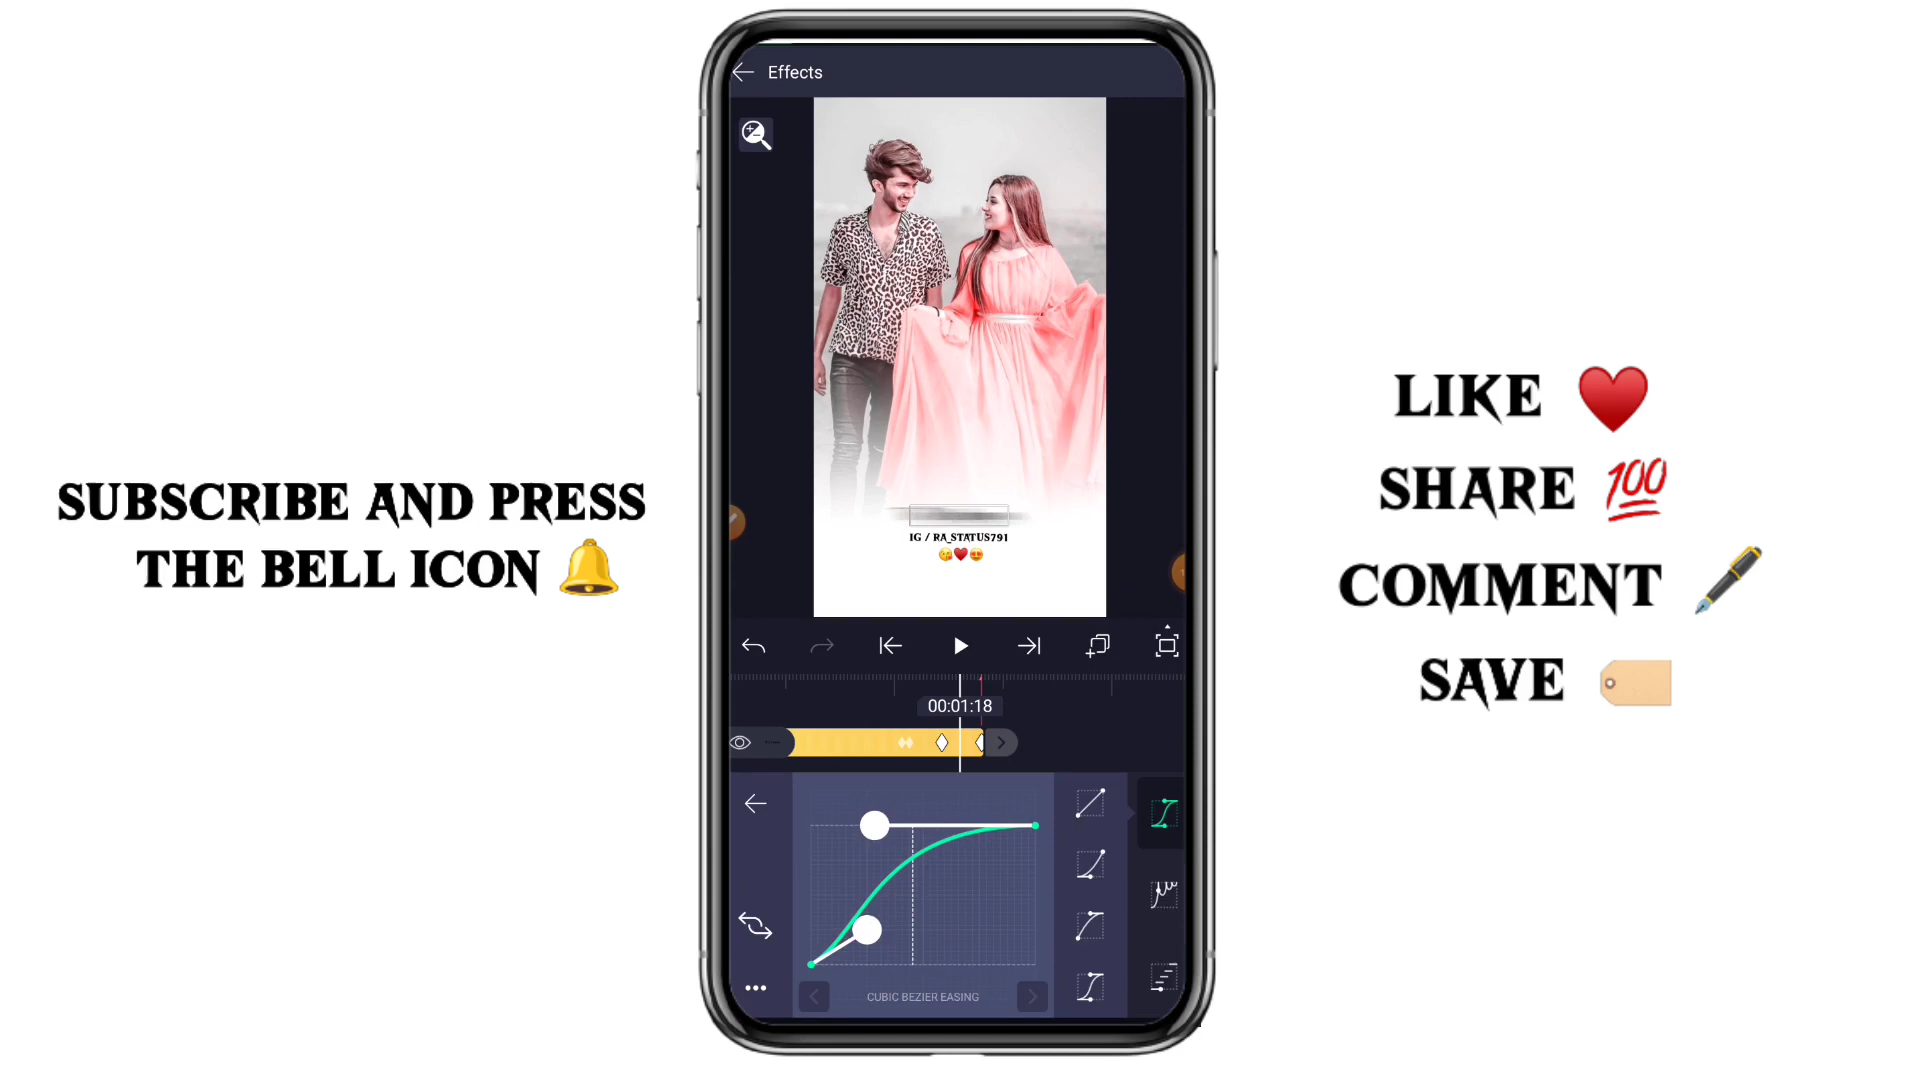 Effects
SUBSCRIBE AND PRESS
THE BELL ICON 🔔
LIKE ♥️
SHARE 💯
COMMENT 🖋️
SAVE 🏷️
IG / RA_STATUS791
😘♥️😍
00:01:18
CUBIC BEZIER EASING